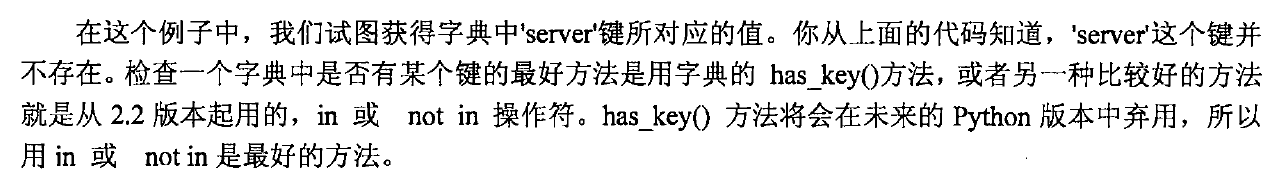 在这个例子中，我们试图获得字典中'server'键所对应的值。你从上面的代码知道，'server'这个键并
不存在。检查一个字典中是否有某个键的最好方法是用字典的 has_key()方法，或者另一种比较好的方法
就是从 2.2 版本起用的，in 或 not in 操作符。has_key() 方法将会在未来的 Python 版本中弃用，所以
用 in 或 not in 是最好的方法。